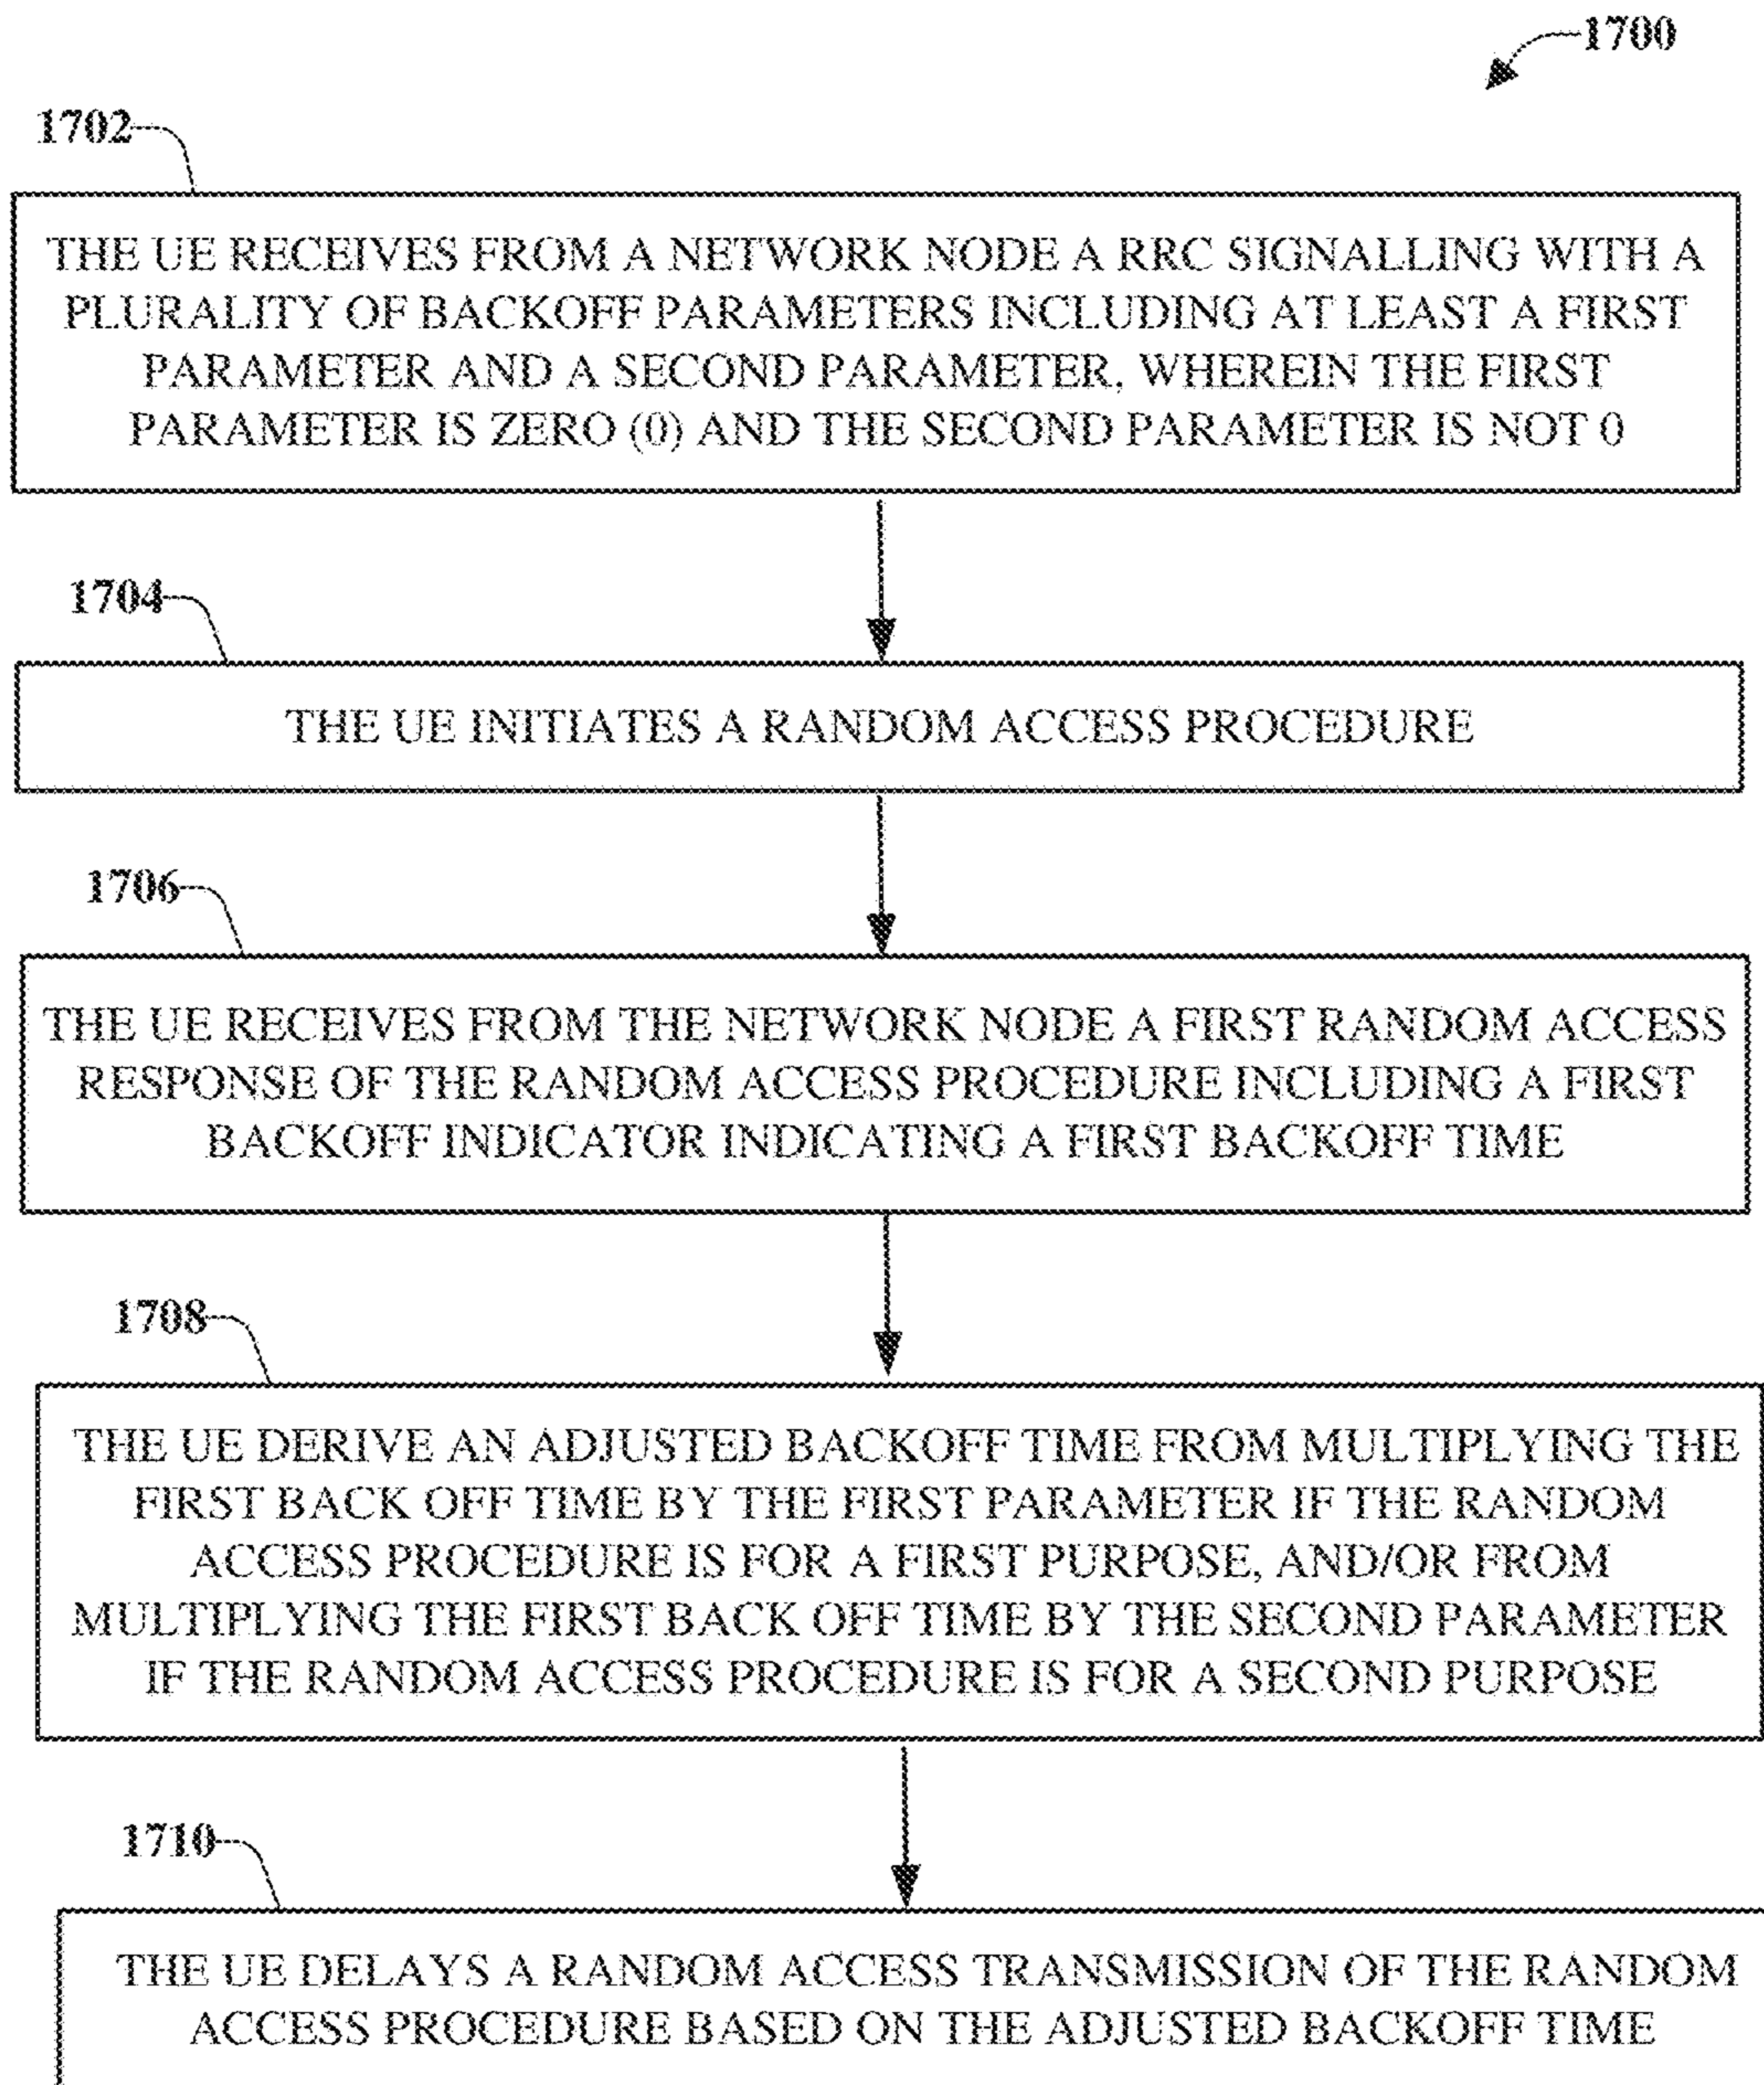 1700
1702
THE UE RECEIVES FROM A NETWORK NODE A RRC SIGNALLING WITH A
PLURALITY OF BACKOFF PARAMETERS INCLUDING AT LEAST A FIRST
PARAMETER AND A SECOND PARAMETER, WHEREIN THE FIRST
PARAMETER IS ZERO (0) AND THE SECOND PARAMETER IS NOT 0
1704
THE UE INITIATES A RANDOM ACCESS PROCEDURE
1706
THE UE RECEIVES FROM THE NETWORK NODE A FIRST RANDOM ACCESS
RESPONSE OF THE RANDOM ACCESS PROCEDURE INCLUDING A FIRST
BACKOFF INDICATOR INDICATING A FIRST BACKOFF TIME
1708
THE UE DERIVE AN ADJUSTED BACKOFF TIME FROM MULTIPLYING THE
FIRST BACK OFF TIME BY THE FIRST PARAMETER IF THE RANDOM
ACCESS PROCEDURE IS FOR A FIRST PURPOSE, AND/OR FROM
MULTIPLYING THE FIRST BACK OFF TIME BY THE SECOND PARAMETER
IF THE RANDOM ACCESS PROCEDURE IS FOR A SECOND PURPOSE
1710
THE UE DELAYS A RANDOM ACCESS TRANSMISSION OF THE RANDOM
ACCESS PROCEDURE BASED ON THE ADJUSTED BACKOFF TIME